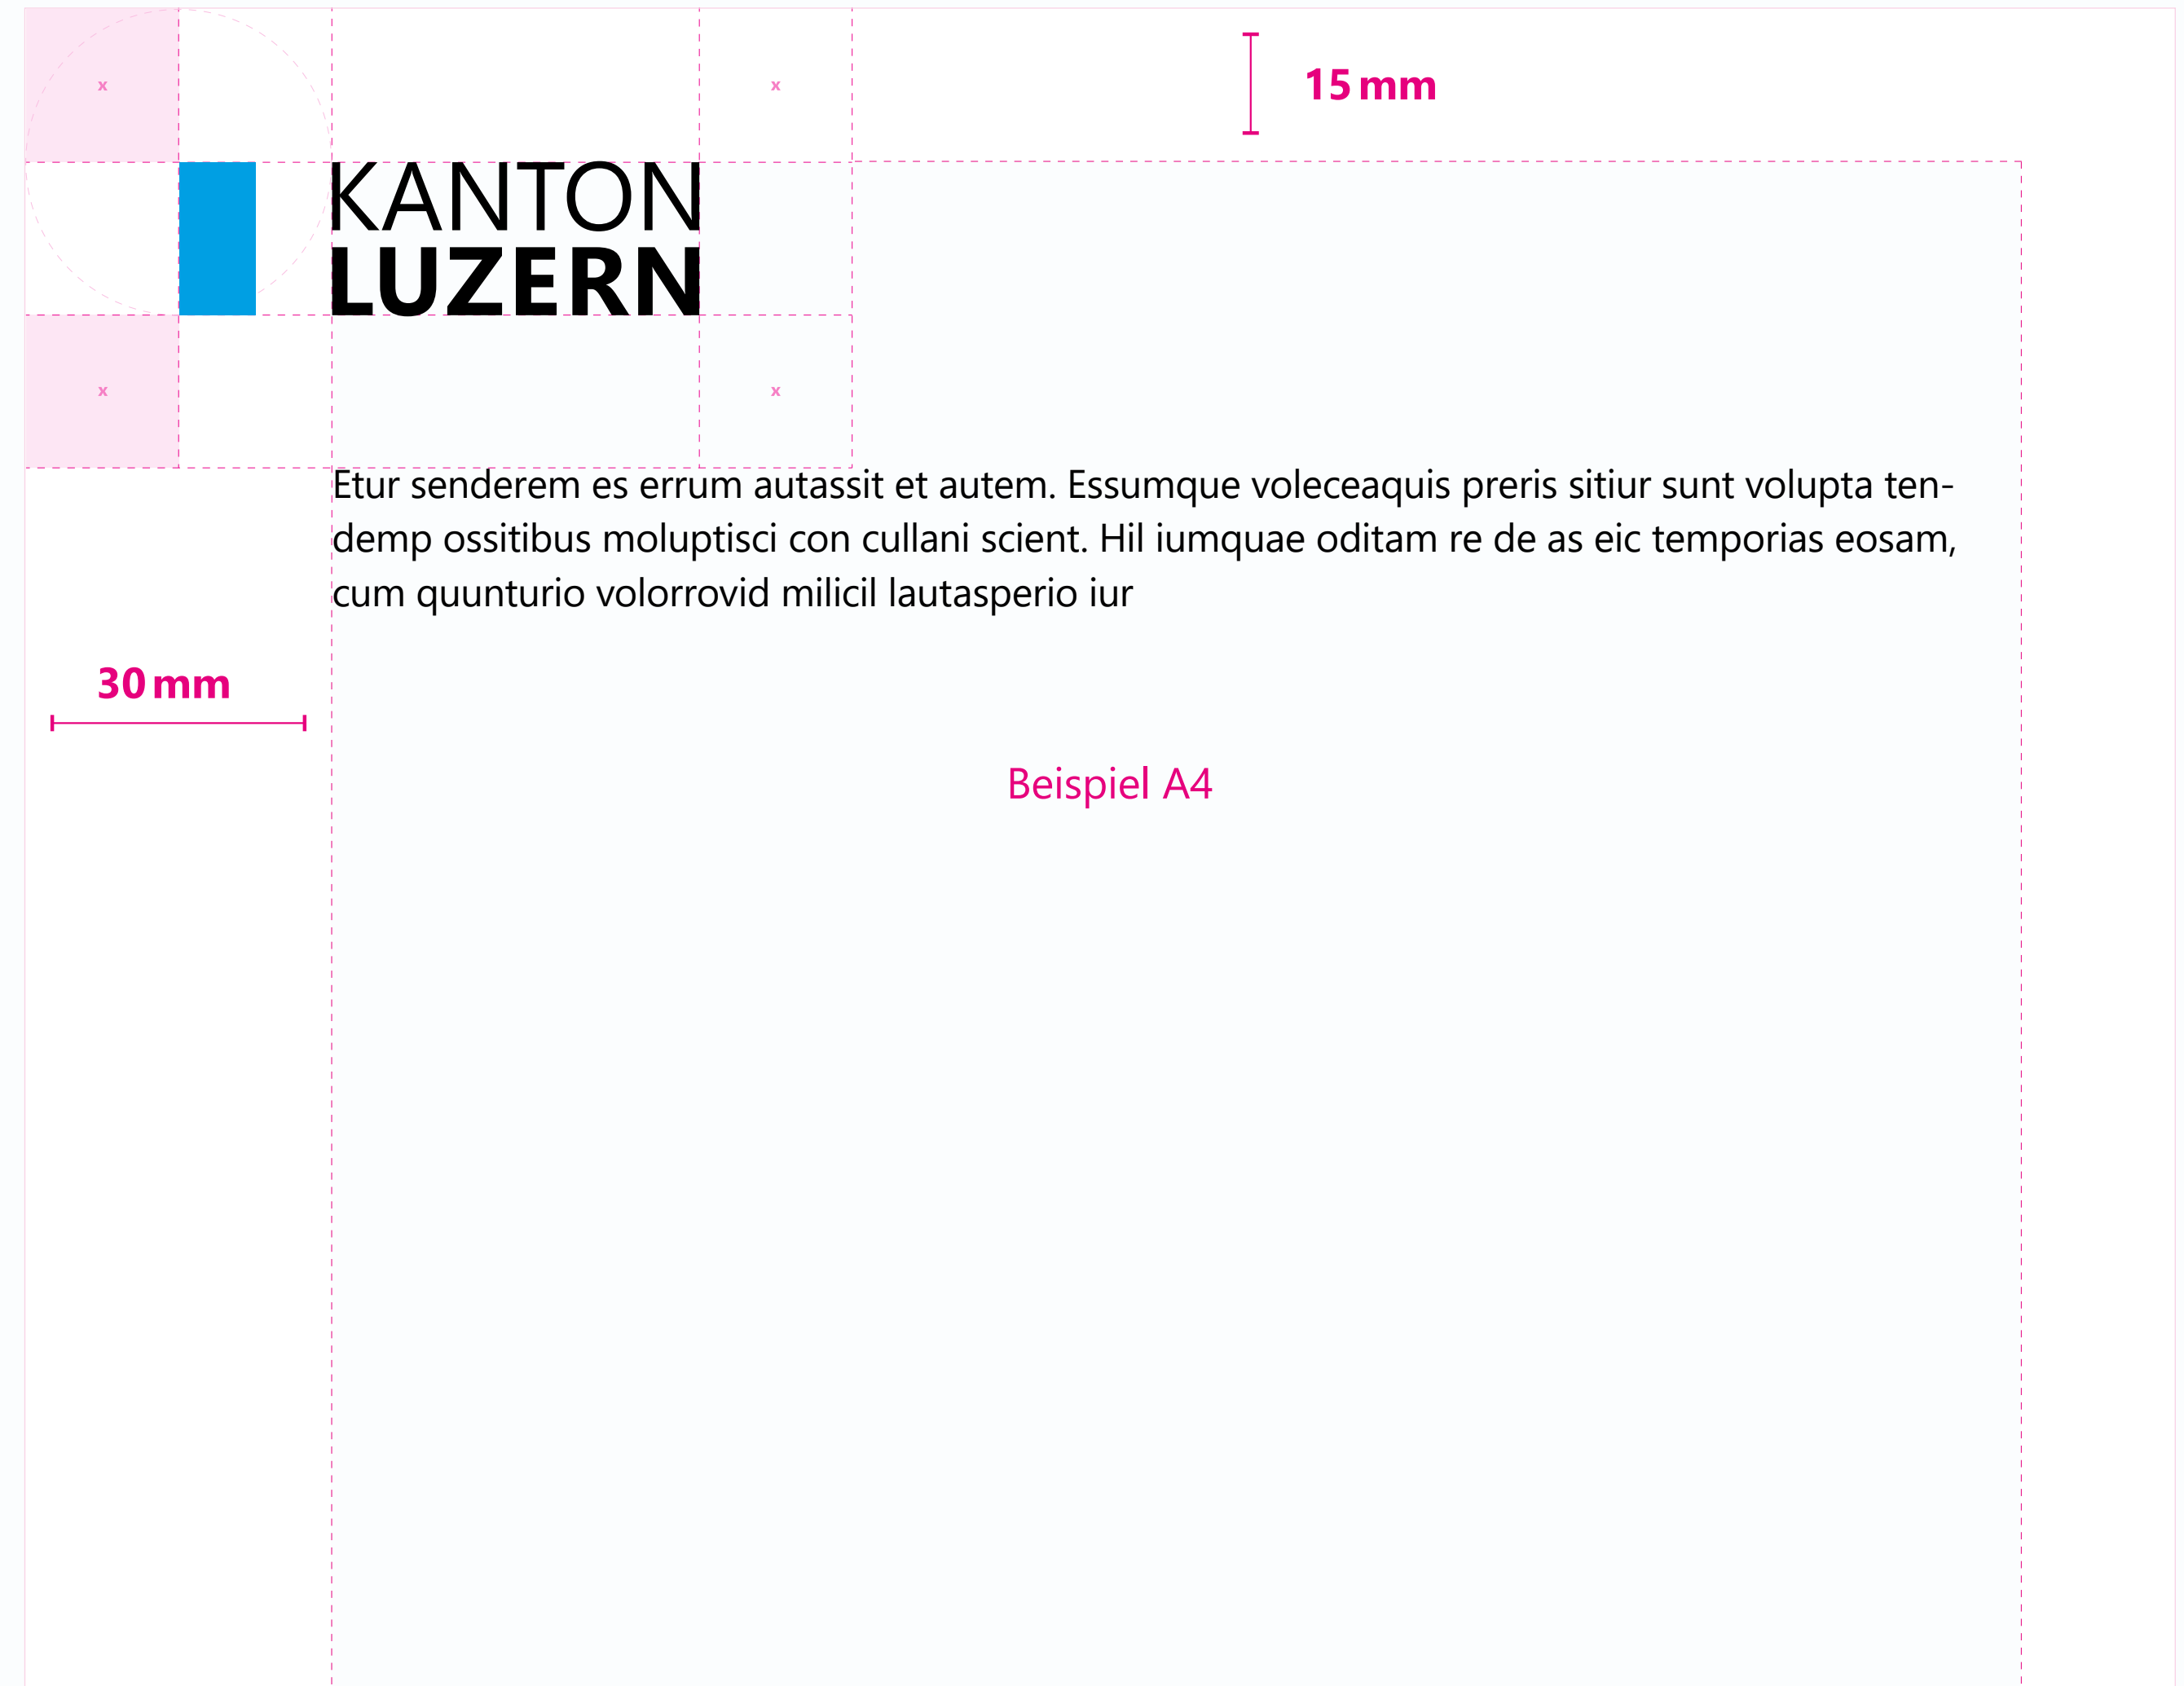 x
x
15 mm
KANTON
LUZERN
x
x
Etur senderem es errum autassit et autem. Essumque voleceaquis preris sitiur sunt volupta ten-
demp ossitibus moluptisci con cullani scient. Hil iumquae oditam re de as eic temporias eosam,
cum quunturio volorrovid milicil lautasperio iur
30 mm
Beispiel A4